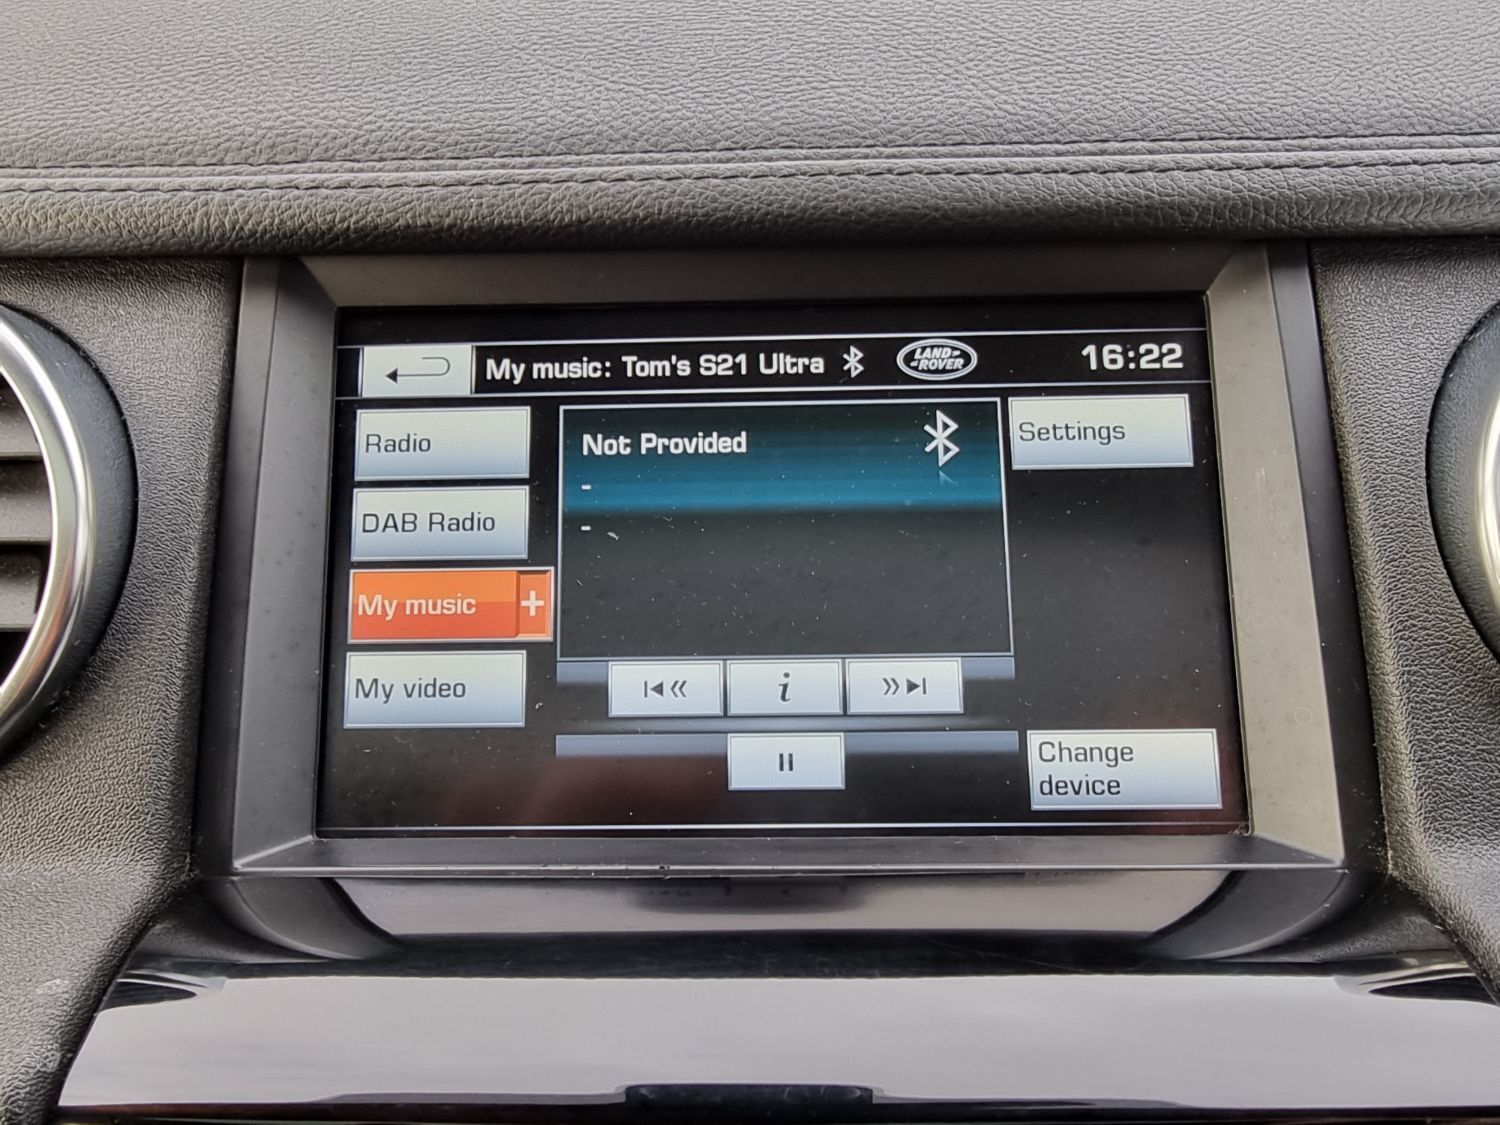 My music: Tom's S21 Ultra
LAND-
-ROVER
16:22
Radio
DAB Radio
My music +
My video
Not Provided
-
-
Settings
i
Change
device